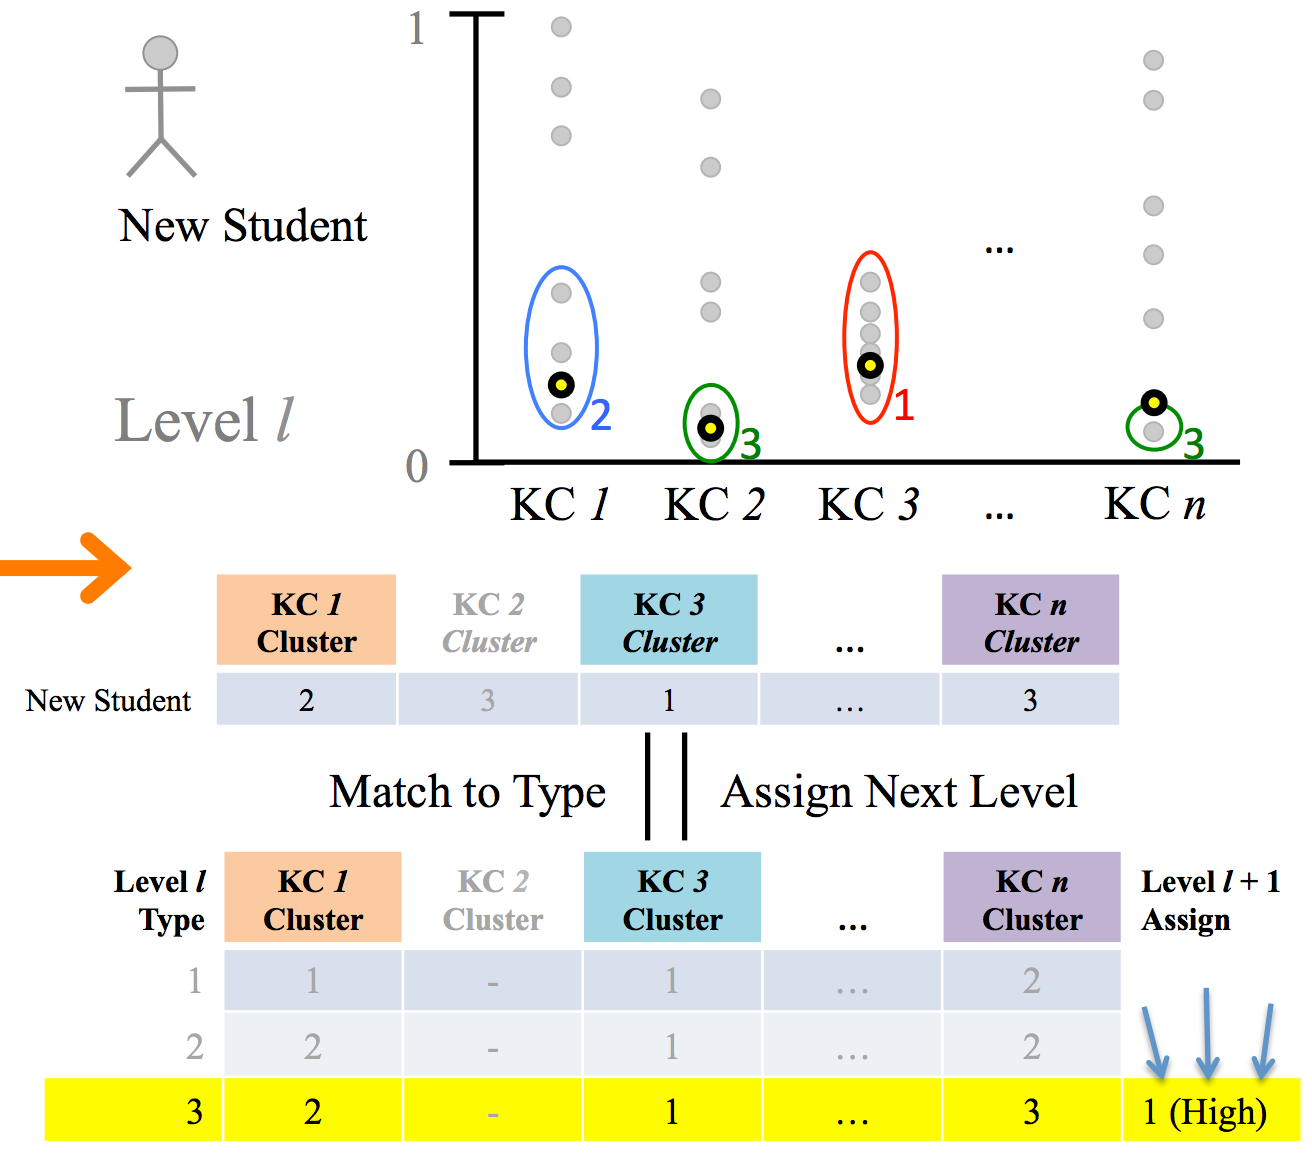 1
New Student
...
Level l
2
3
1
3
0
KC 1 KC 2 KC 3 ... KC n
KC 1 Cluster KC 2 Cluster KC 3 Cluster ... KC n Cluster
New Student 2 3 1 ... 3
Match to Type Assign Next Level
Level l Type KC 1 Cluster KC 2 Cluster KC 3 Cluster ... KC n Cluster Level l + 1 Assign
1 1 - 1 ... 2
2 2 - 1 ... 2
3 2 - 1 ... 3 1 (High)